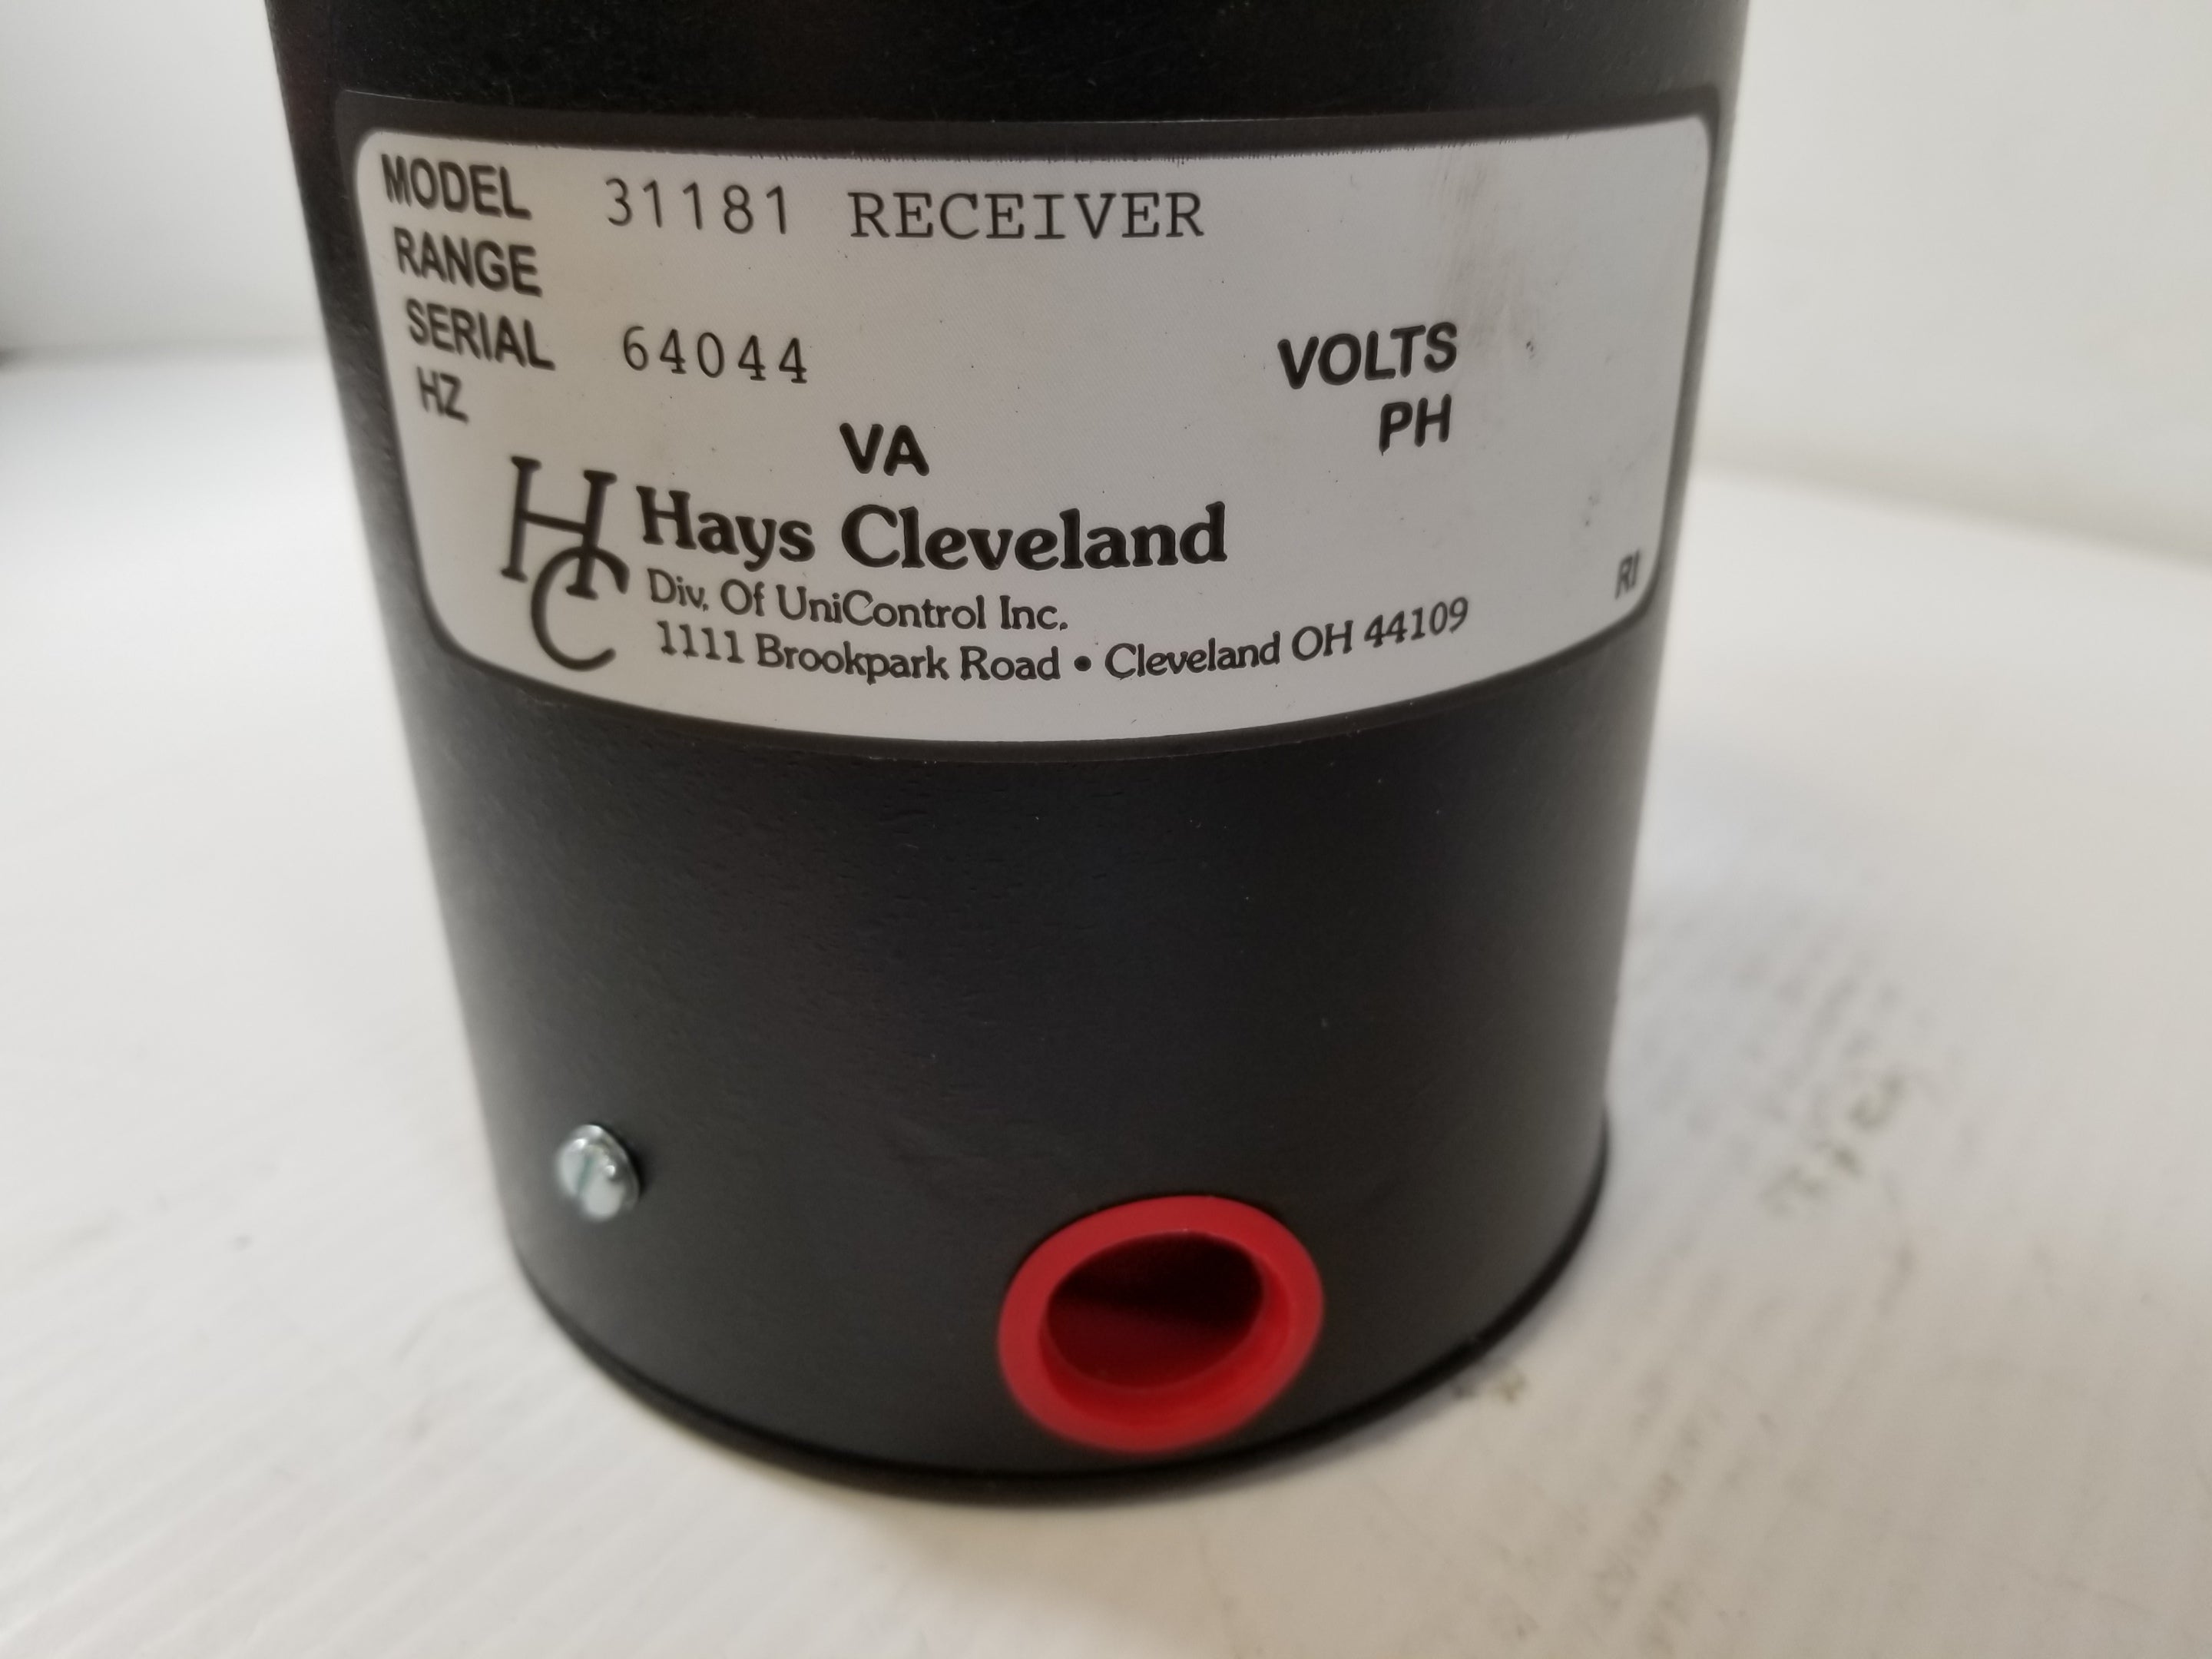 MODEL 31181 RECEIVER
RANGE
SERIAL 64044 VOLTS
HZ VA PH
HC Hays Cleveland
Div. Of UniControl Inc.
1111 Brookpark Road • Cleveland OH 44109
R1